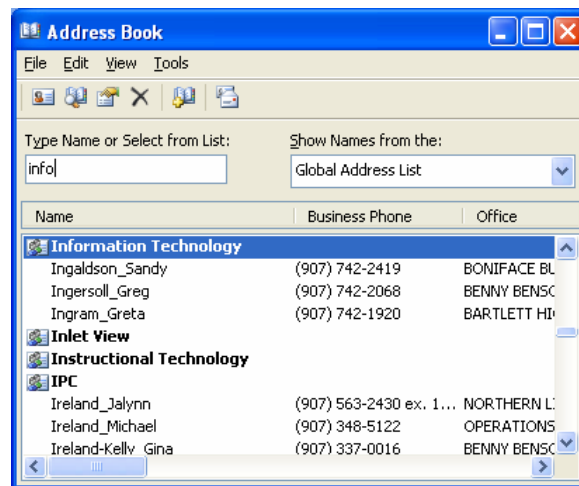 Address Book
File Edit View Tools
Type Name or Select from List: Show Names from the:
info Global Address List
Name Business Phone Office
Information Technology
Ingaldson_Sandy (907) 742-2419 BONIFACE BU
Ingersoll_Greg (907) 742-2068 BENNY BENSO
Ingram_Greta (907) 742-1920 BARTLETT HI
Inlet View
Instructional Technology
IPC
Ireland_Jalynn (907) 563-2430 ex. 1... NORTHERN L
Ireland_Michael (907) 348-5122 OPERATIONS
Ireland-Kelly_Gina (907) 337-0016 BENNY BENSO